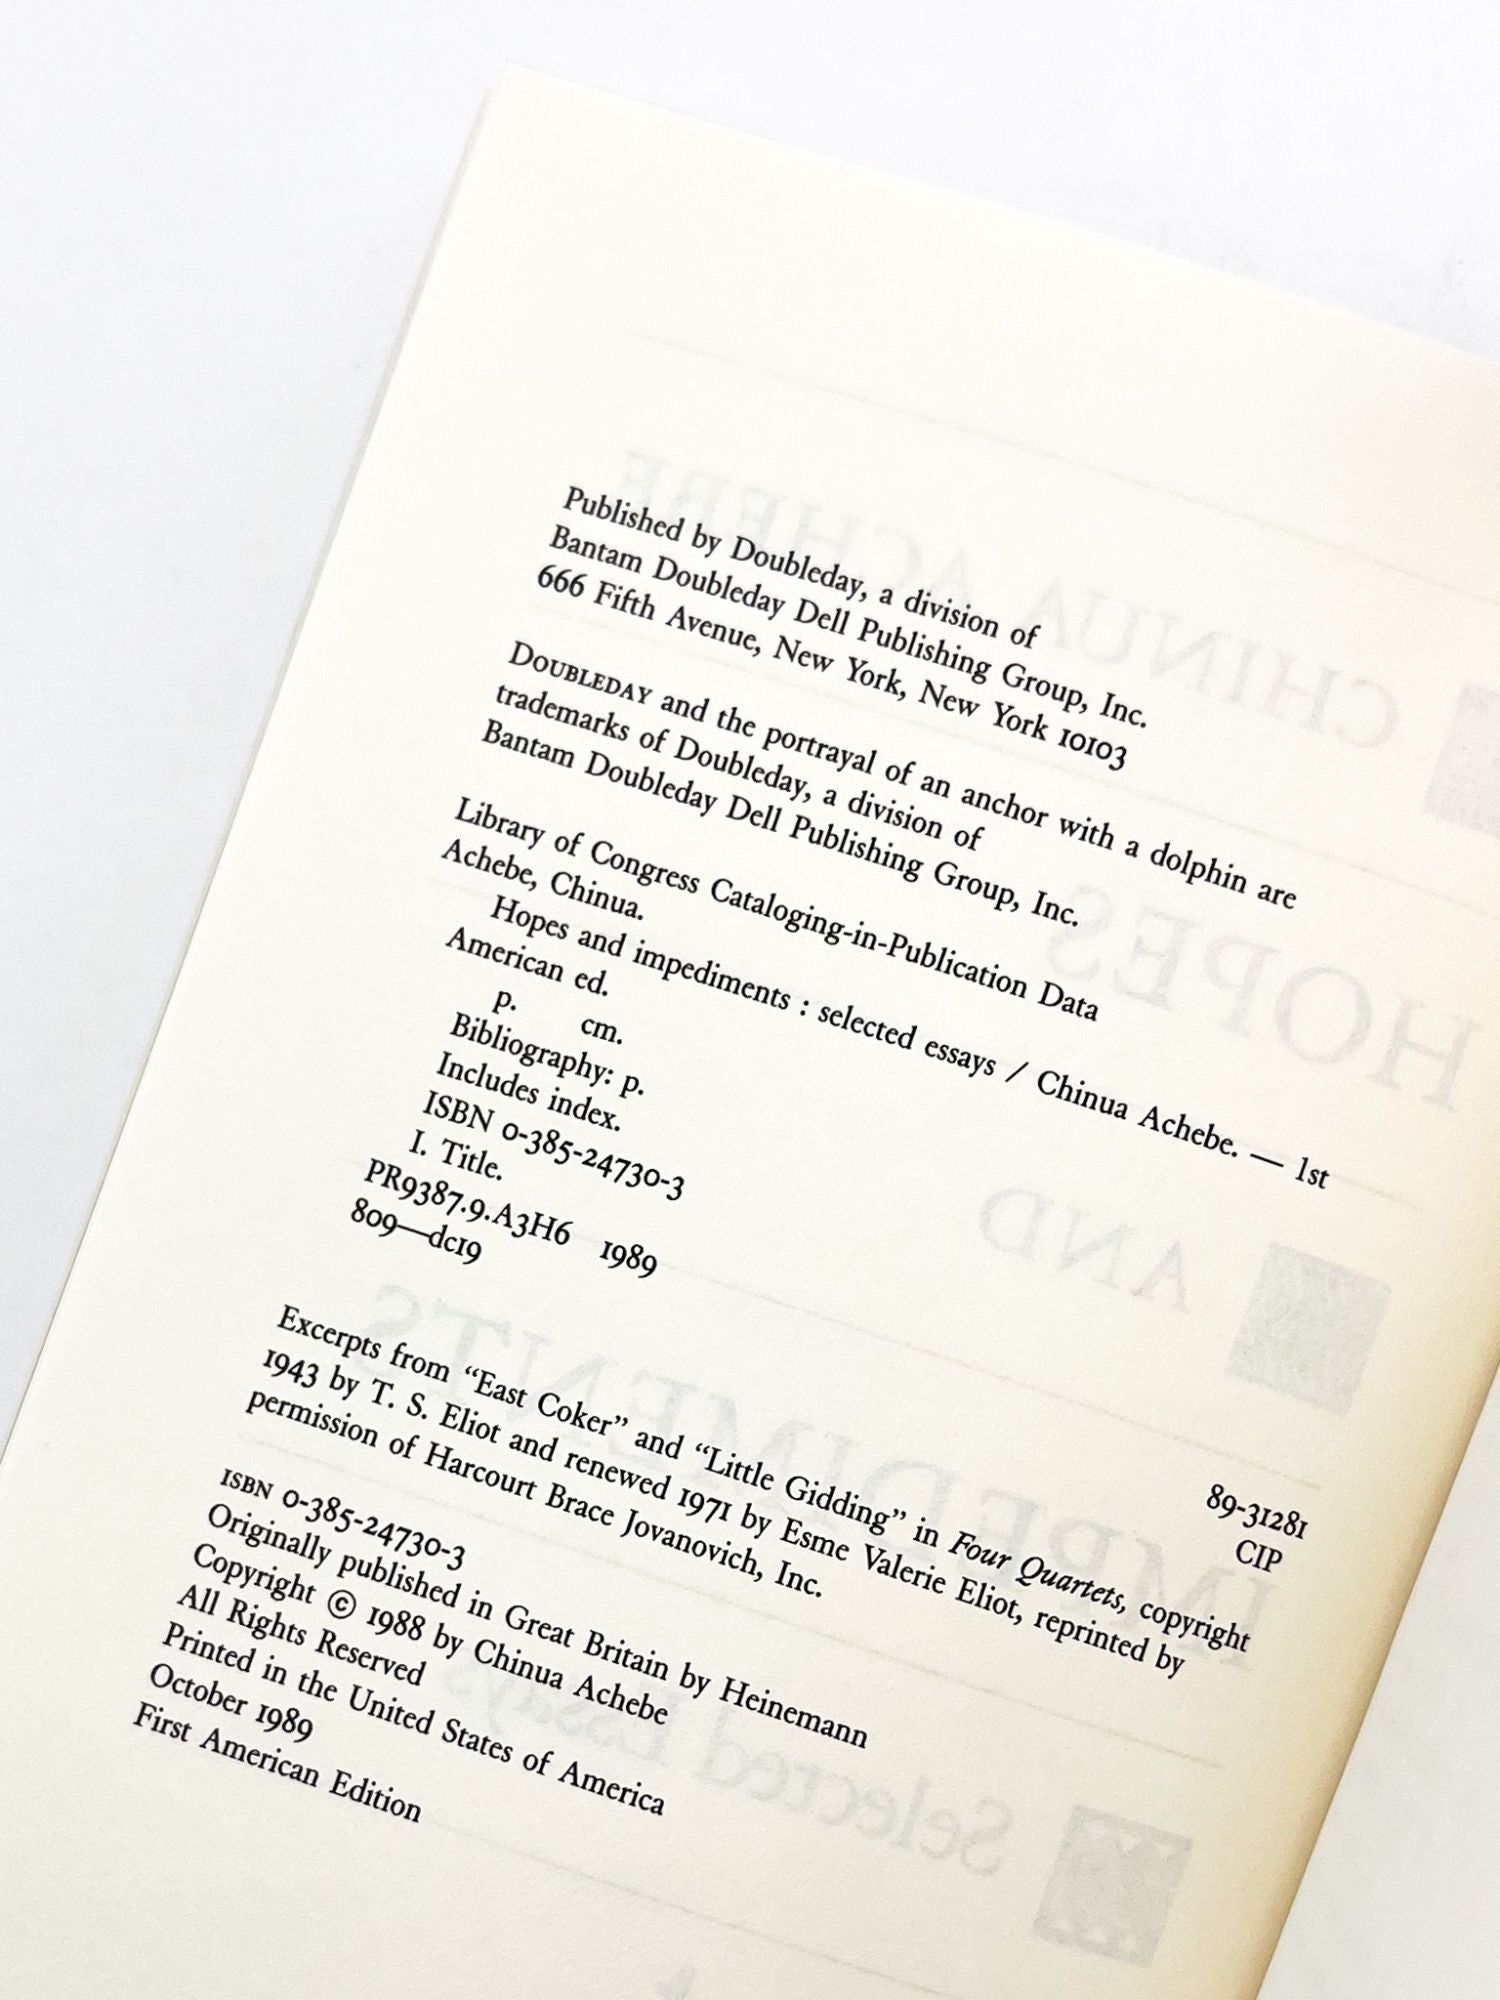 Published by Doubleday, a division of
Bantam Doubleday Dell Publishing Group, Inc.
666 Fifth Avenue, New York, New York 10103
DOUBLEDAY and the portrayal of an anchor with a dolphin are
trademarks of Doubleday, a division of
Bantam Doubleday Dell Publishing Group, Inc.
Library of Congress Cataloging-in-Publication Data
Achebe, Chinua.
Hopes and impediments : selected essays / Chinua Achebe. — 1st
American ed.
p. cm.
Bibliography: p.
Includes index.
ISBN 0-385-24730-3
I. Title.
PR9387.9.A3H6 1989
809—dc19
89-31281
CIP
Excerpts from “East Coker” and “Little Gidding” in Four Quartets, copyright
1943 by T. S. Eliot and renewed 1971 by Esme Valerie Eliot, reprinted by
permission of Harcourt Brace Jovanovich, Inc.
ISBN 0-385-24730-3
Originally published in Great Britain by Heinemann
Copyright © 1988 by Chinua Achebe
All Rights Reserved
Printed in the United States of America
October 1989
First American Edition
CHINUA ACHEBE
HOPES
AND
IMPEDIMENTS
Selected Essays